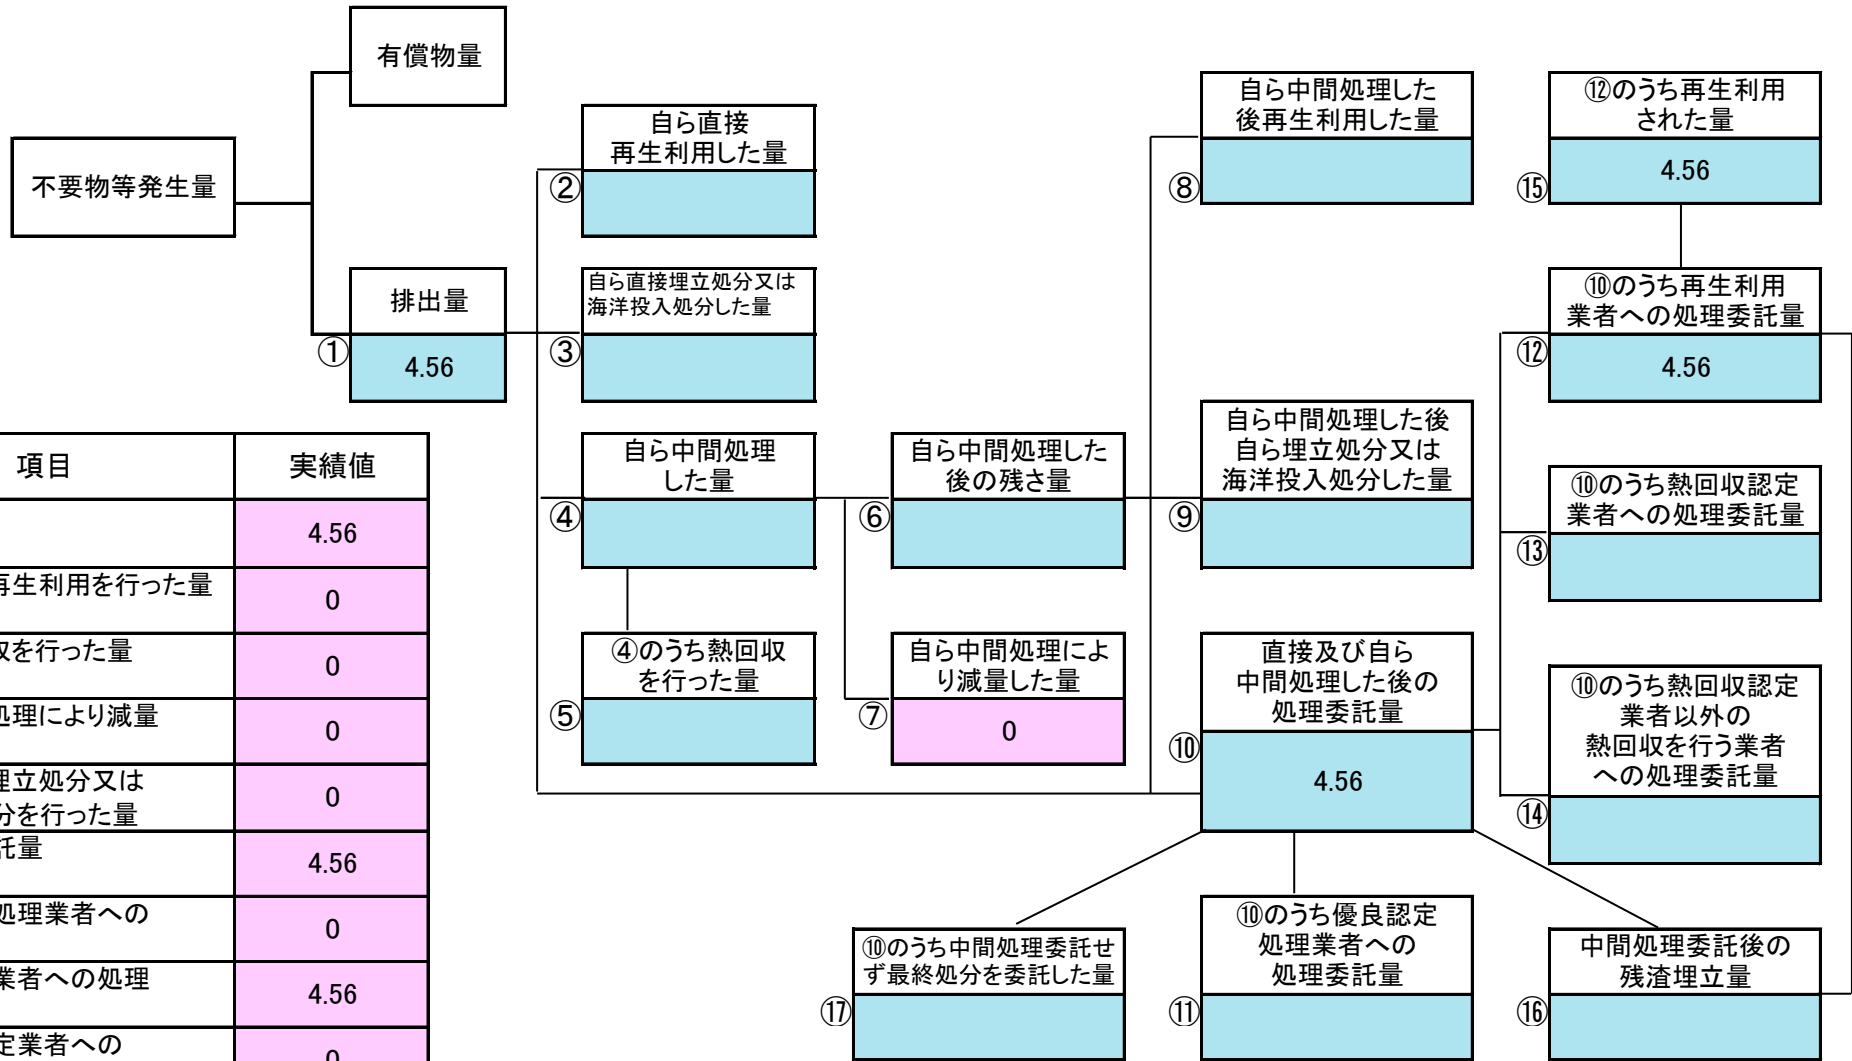 有償物量
不要物等発生量
排出量
①
4.56
自ら直接
再生利用した量
②
自ら直接埋立処分又は
海洋投入処分した量
③
自ら中間処理
した量
④
④のうち熱回収
を行った量
⑤
自ら中間処理した
後の残さ量
⑥
自ら中間処理によ
り減量した量
⑦
0
自ら中間処理した
後再生利用した量
⑧
自ら中間処理した後
自ら埋立処分又は
海洋投入処分した量
⑨
直接及び自ら
中間処理した後の
処理委託量
⑩
4.56
⑫のうち再生利用
された量
⑮
4.56
⑩のうち再生利用
業者への処理委託量
⑫
4.56
⑩のうち熱回収認定
業者への処理委託量
⑬
⑩のうち熱回収認定
業者以外の
熱回収を行う業者
への処理委託量
⑭
⑩のうち中間処理委託せ
ず最終処分を委託した量
⑰
⑩のうち優良認定
処理業者への
処理委託量
⑪
中間処理委託後の
残渣埋立量
⑯
項目 実績値
4.56
再生利用を行った量 0
を行った量 0
処理により減量 0
埋立処分又は
分を行った量 0
託量 4.56
処理業者への 0
業者への処理 4.56
定業者への 0